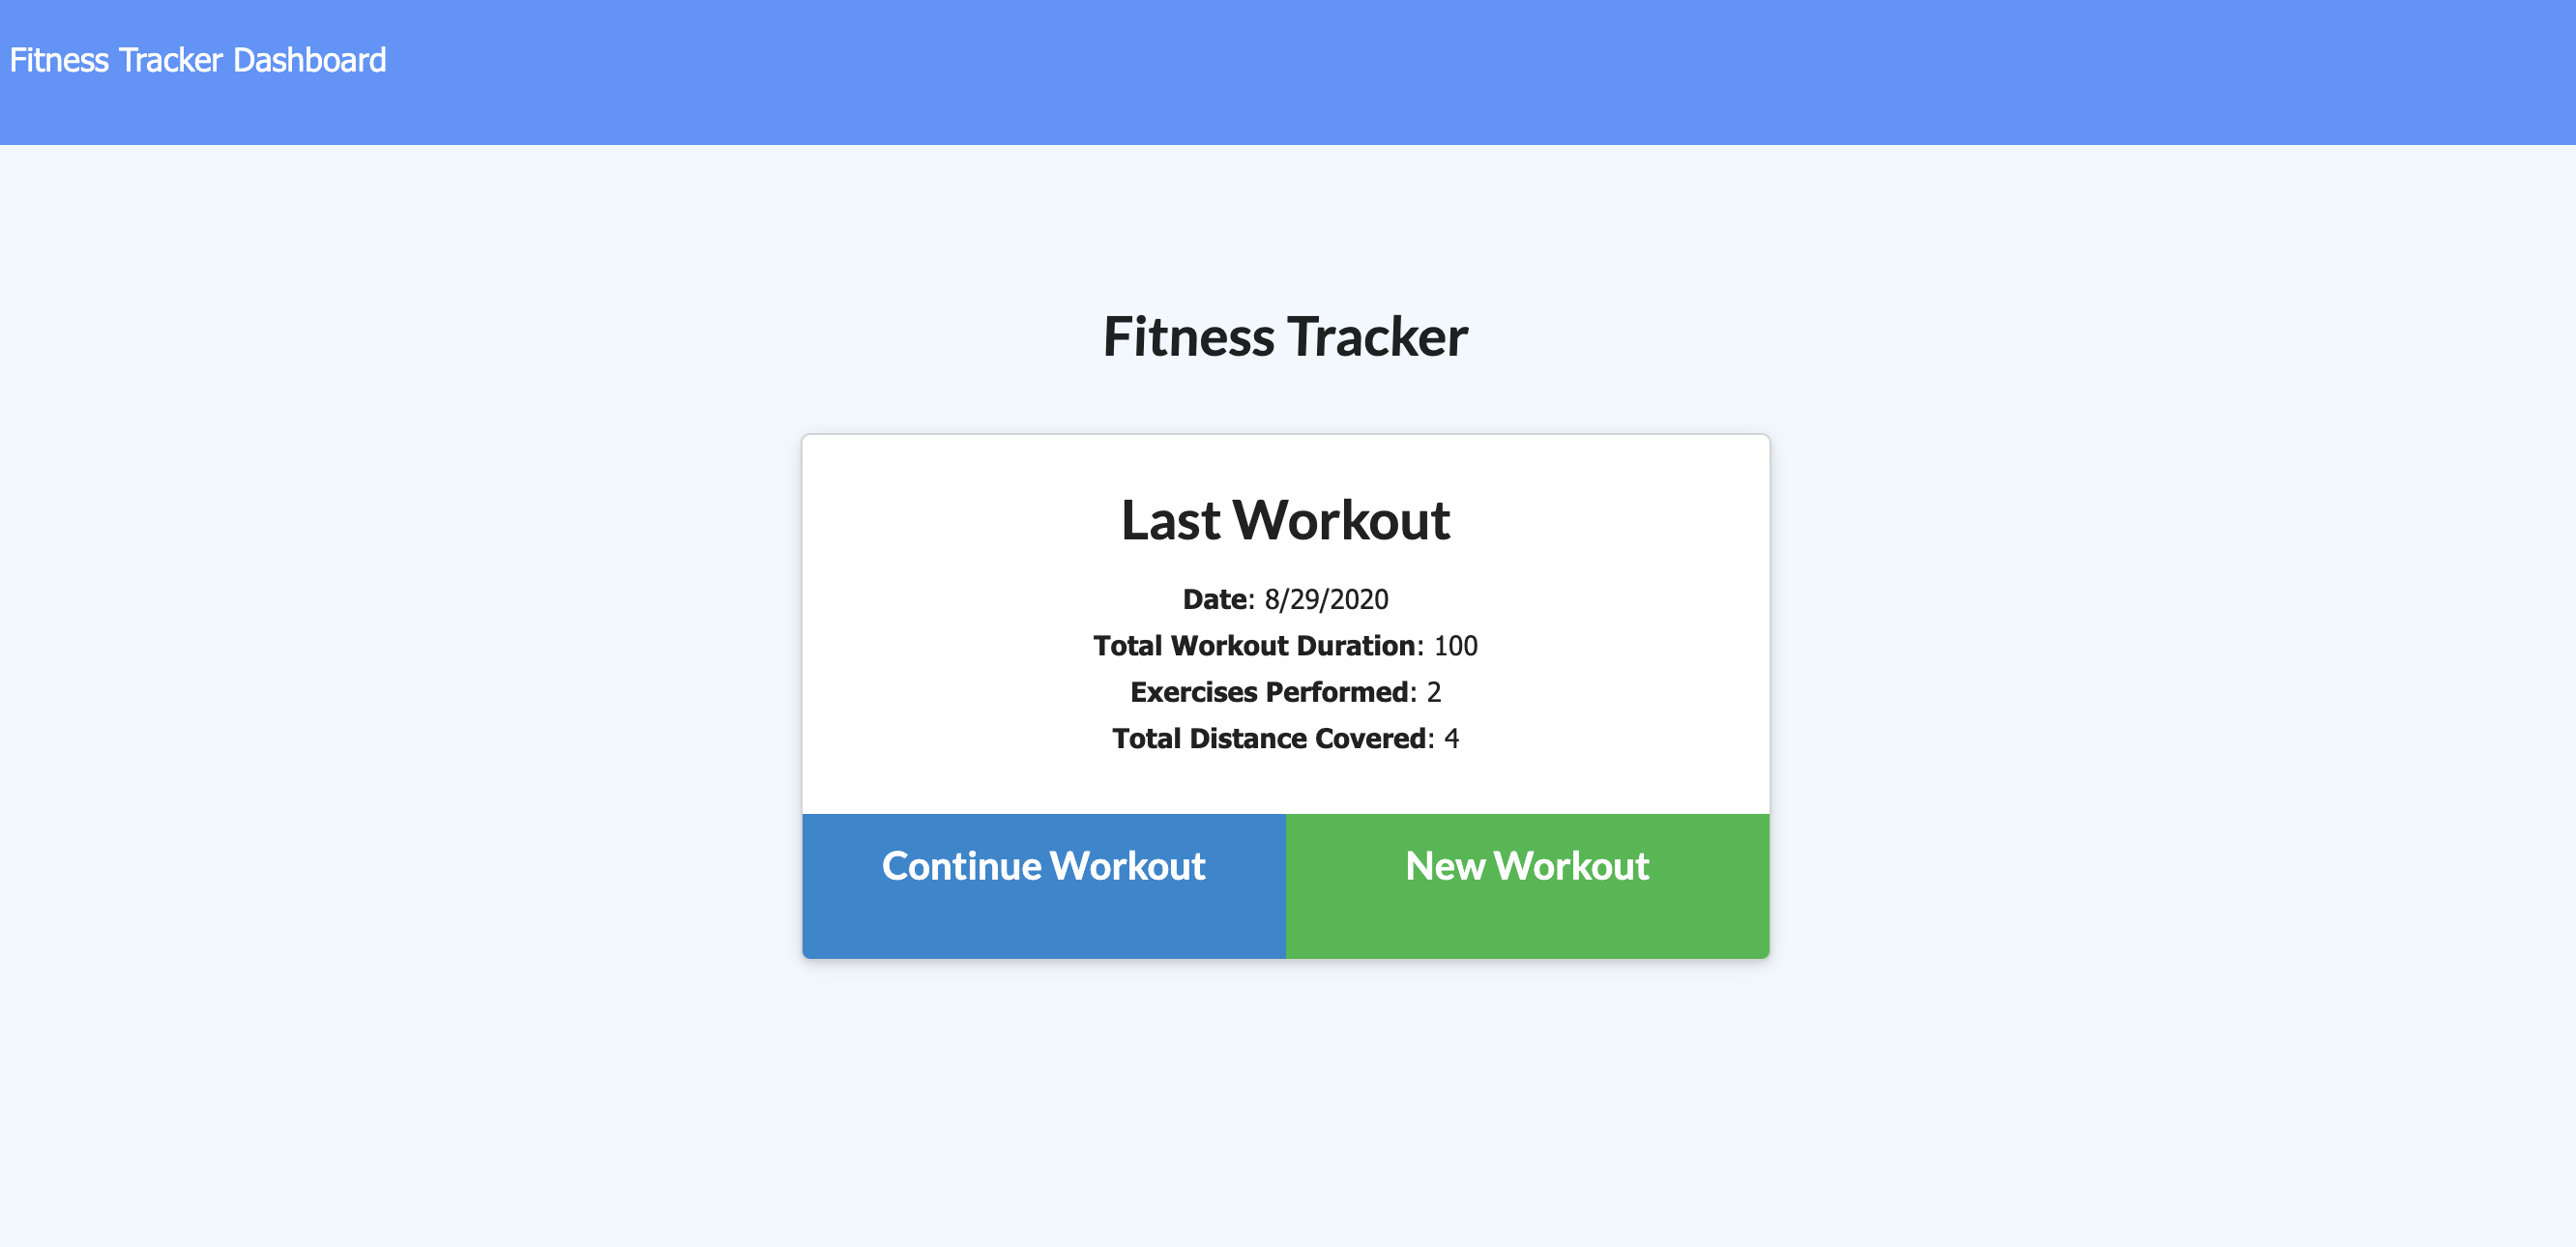 Fitness Tracker Dashboard
Fitness Tracker
Last Workout
Date: 8/29/2020
Total Workout Duration: 100
Exercises Performed: 2
Total Distance Covered: 4
Continue Workout
New Workout